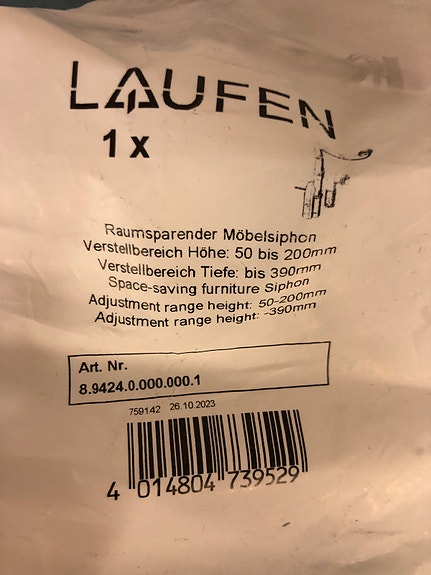 LAUFEN
1 x
Raumsparender Möbelsiphon
Verstellbereich Höhe: 50 bis 200mm
Verstellbereich Tiefe: bis 390mm
Space-saving furniture Siphon
Adjustment range height: 50-200mm
Adjustment range height: -390mm
Art. Nr.
8.9424.0.000.000.1
759142 26.10.2023
4 014804 739529